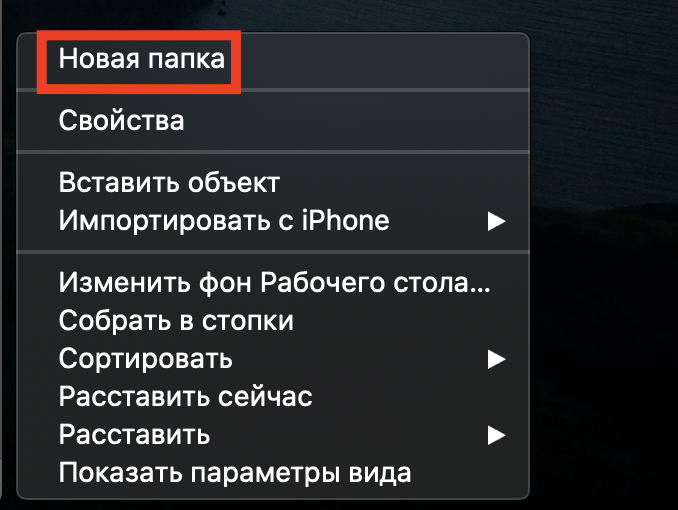 Новая папка
Свойства
Вставить объект
Импортировать с iPhone
Изменить фон Рабочего стола...
Собрать в стопки
Сортировать
Расставить сейчас
Расставить
Показать параметры вида